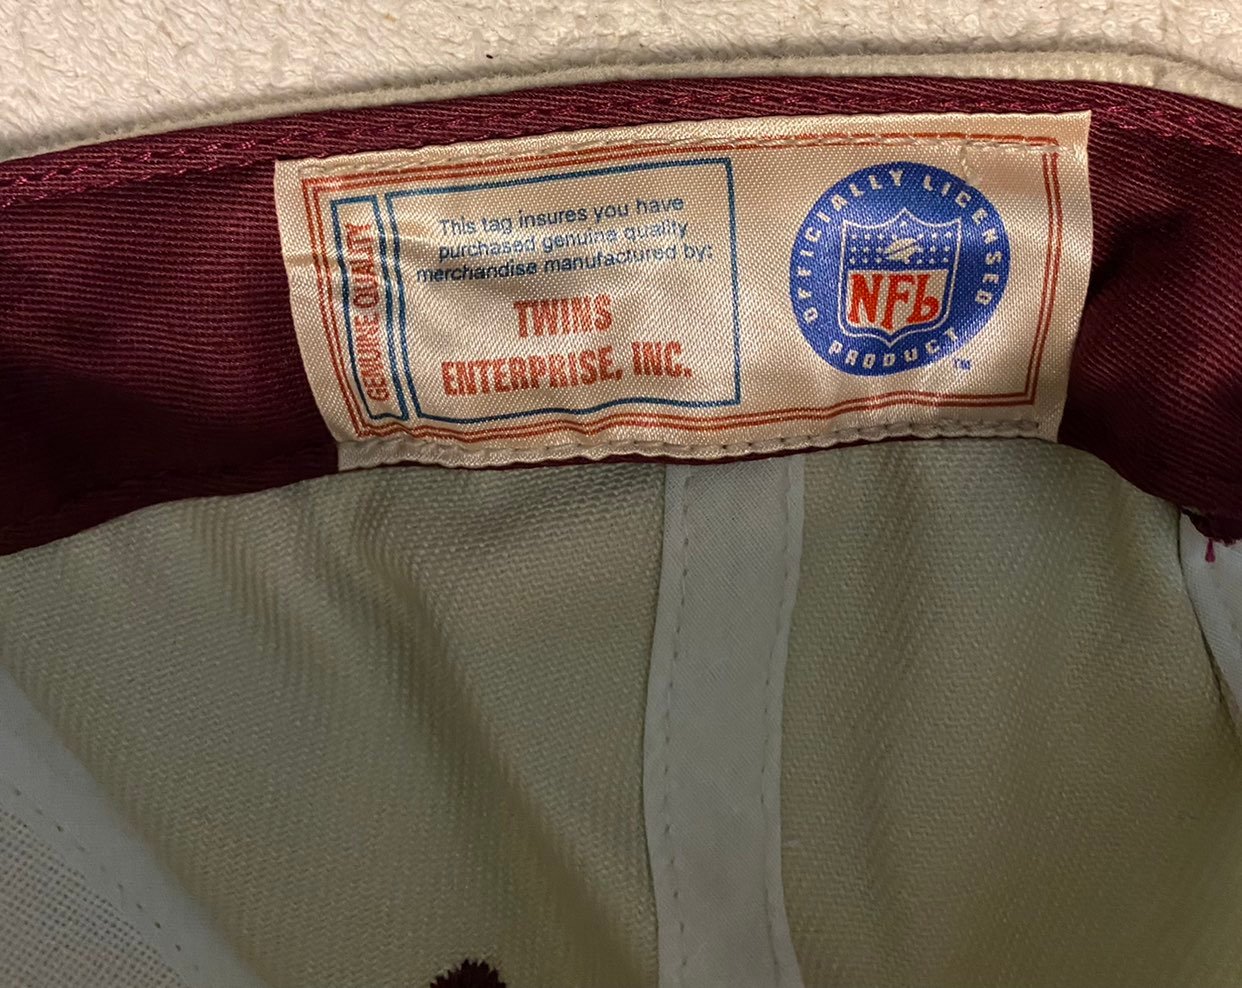 GENUINE QUALITY
This tag insures you have
purchased genuine quality
merchandise manufactured by:
TWINS
ENTERPRISE, INC.
OFFICIALLY LICENSED
NFL
PRODUCT
TM